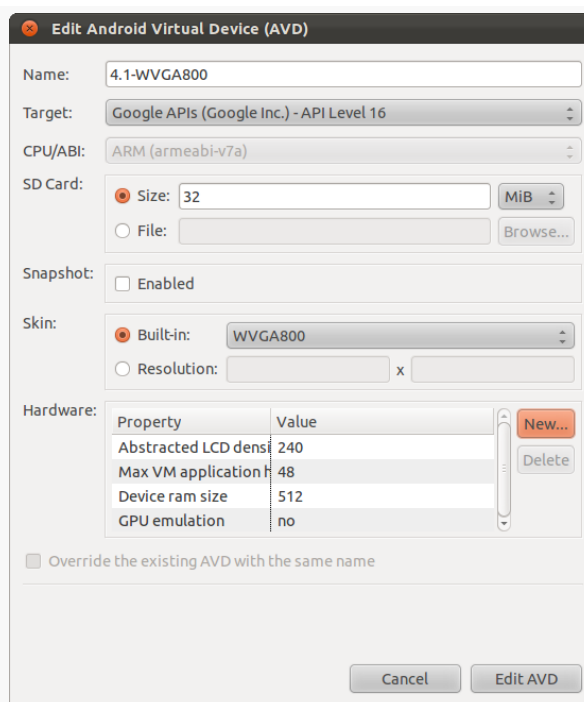 Edit Android Virtual Device (AVD)
Name: 4.1-WVGA800
Target: Google APIs (Google Inc.) - API Level 16
CPU/ABI: ARM (armeabi-v7a)
SD Card:
Size: 32 MiB
File: Browse...
Snapshot:
Enabled
Skin:
Built-in: WVGA800
Resolution: x
Hardware:
Property Value New...
Abstracted LCD densi 240
Delete
Max VM application h 48
Device ram size 512
GPU emulation no
Override the existing AVD with the same name
Cancel Edit AVD